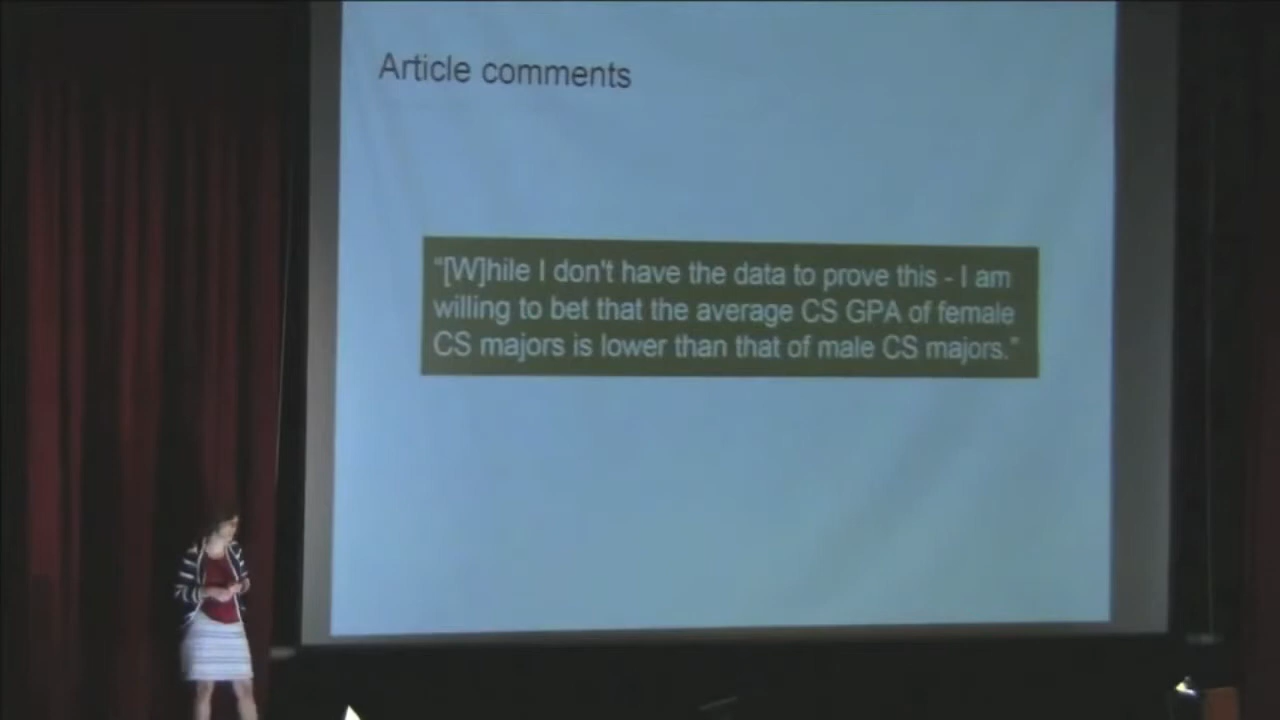 Article comments
"[W]hile I don't have the data to prove this - I am
willing to bet that the average CS GPA of female
CS majors is lower than that of male CS majors."